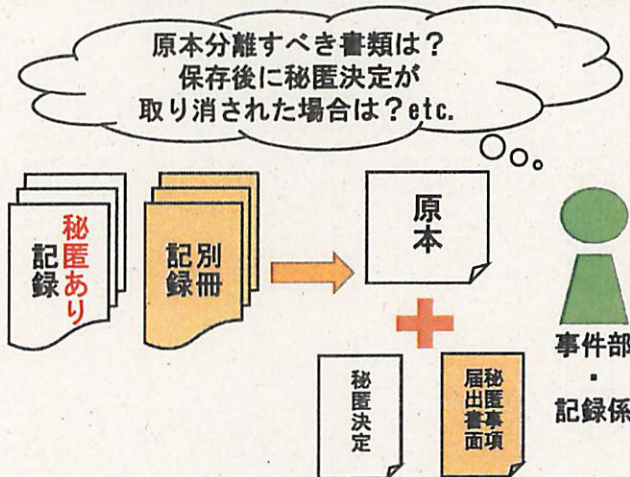 原本分離すべき書類は？
保存後に秘匿決定が
取り消された場合は？etc.
秘匿あり
記録
別冊
記録
原本
秘匿決定
秘匿事項
届出書面
事件部
・
記録係